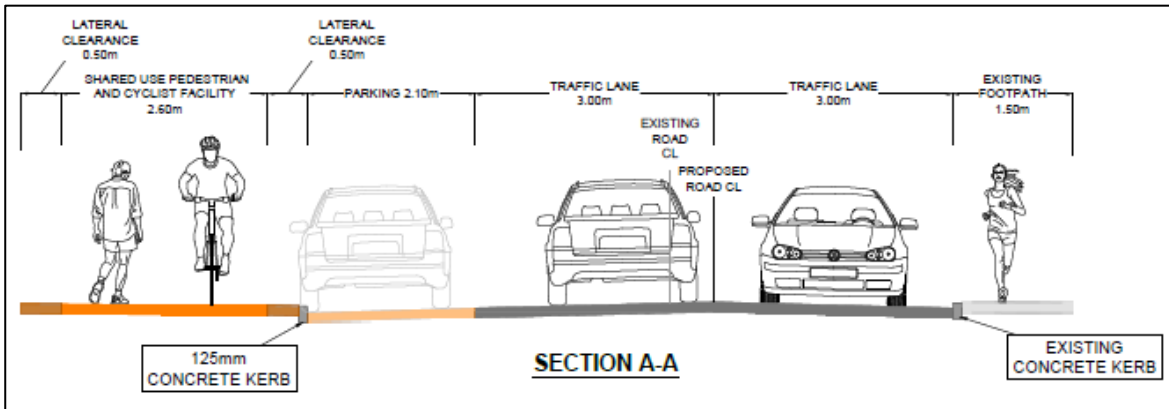 LATERAL
CLEARANCE
0.50m
SHARED USE PEDESTRIAN
AND CYCLIST FACILITY
2.60m
LATERAL
CLEARANCE
0.50m
PARKING 2.10m
TRAFFIC LANE
3.00m
EXISTING
ROAD
CL
PROPOSED
ROAD CL
TRAFFIC LANE
3.00m
EXISTING
FOOTPATH
1.50m
125mm
CONCRETE KERB
SECTION A-A
EXISTING
CONCRETE KERB